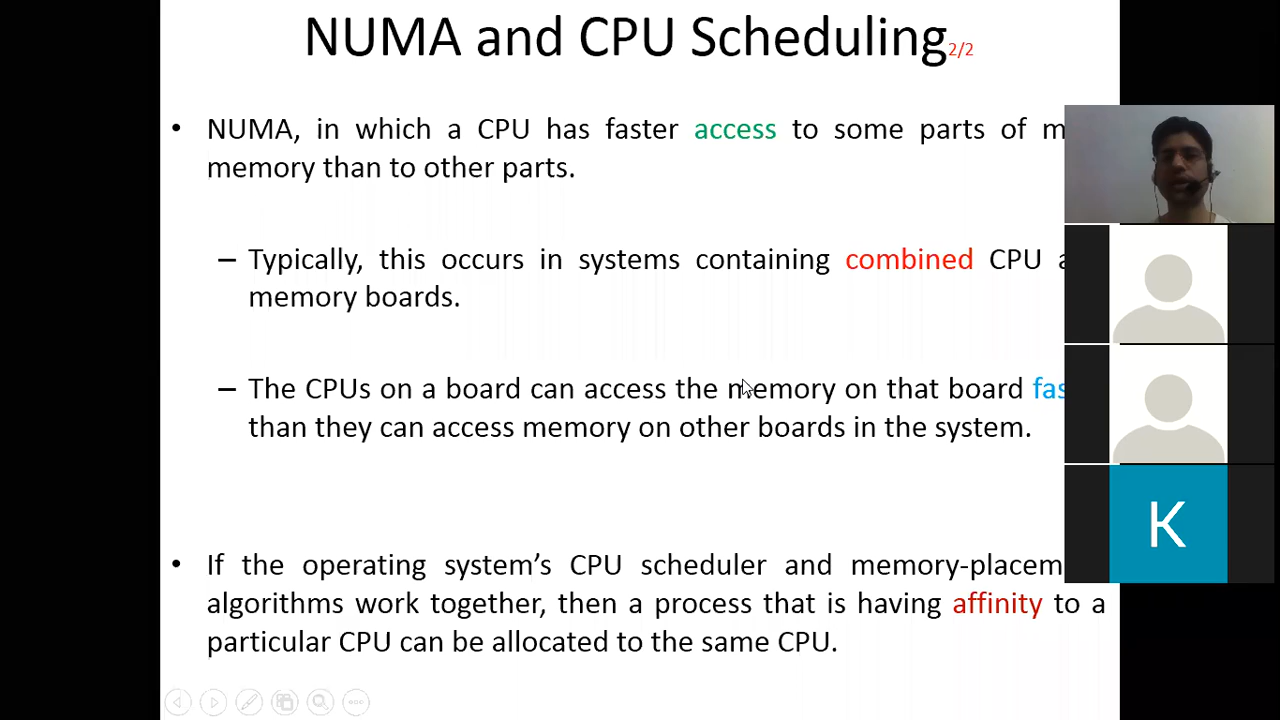 NUMA and CPU Scheduling2/2
• NUMA, in which a CPU has faster access to some parts of
memory than to other parts.
– Typically, this occurs in systems containing combined CPU
memory boards.
– The CPUs on a board can access the memory on that board
than they can access memory on other boards in the system.
• If the operating system's CPU scheduler and
algorithms work together, then a process that is having affinity to a
particular CPU can be allocated to the same CPU.
K